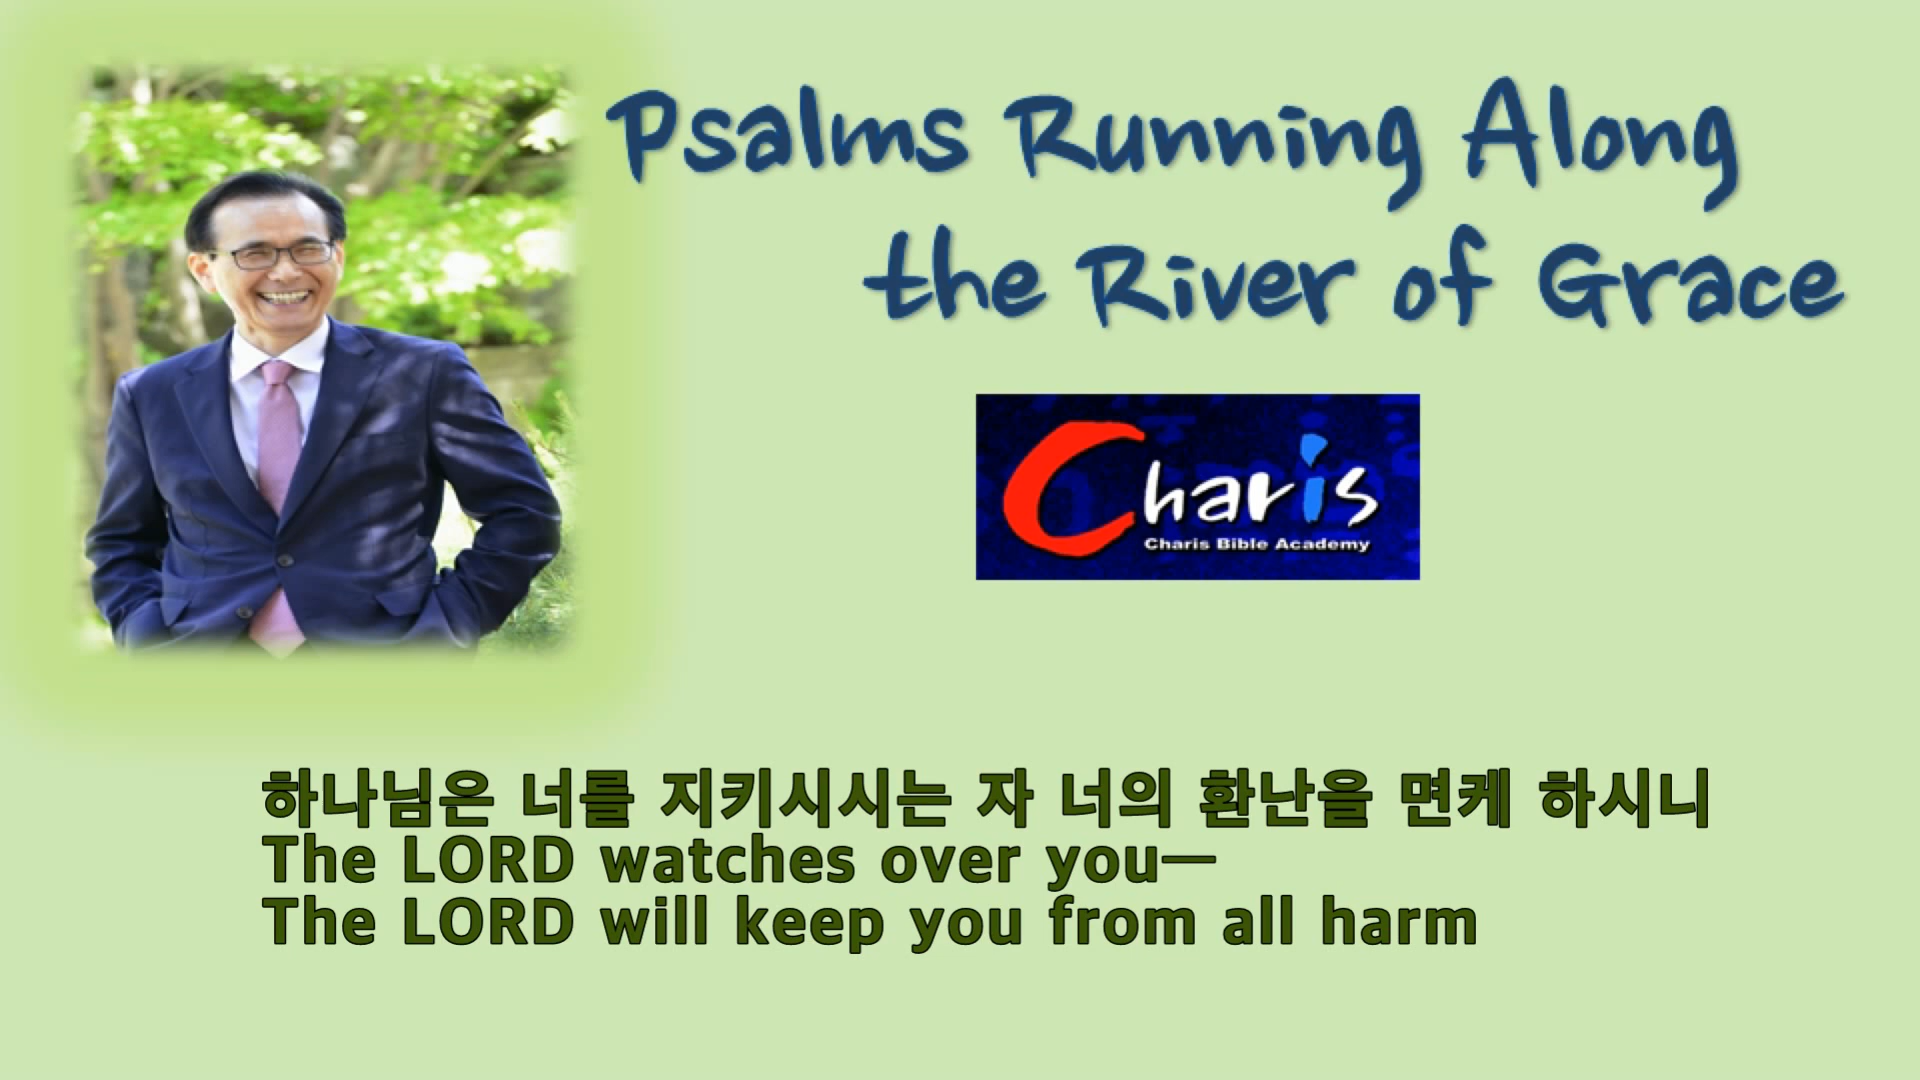 Psalms Running Along
the River of Grace
Charis
Charis Bible Academy
하나님은 너를 지키시시는 자 너의 환난을 면케 하시니
The LORD watches over you—
The LORD will keep you from all harm